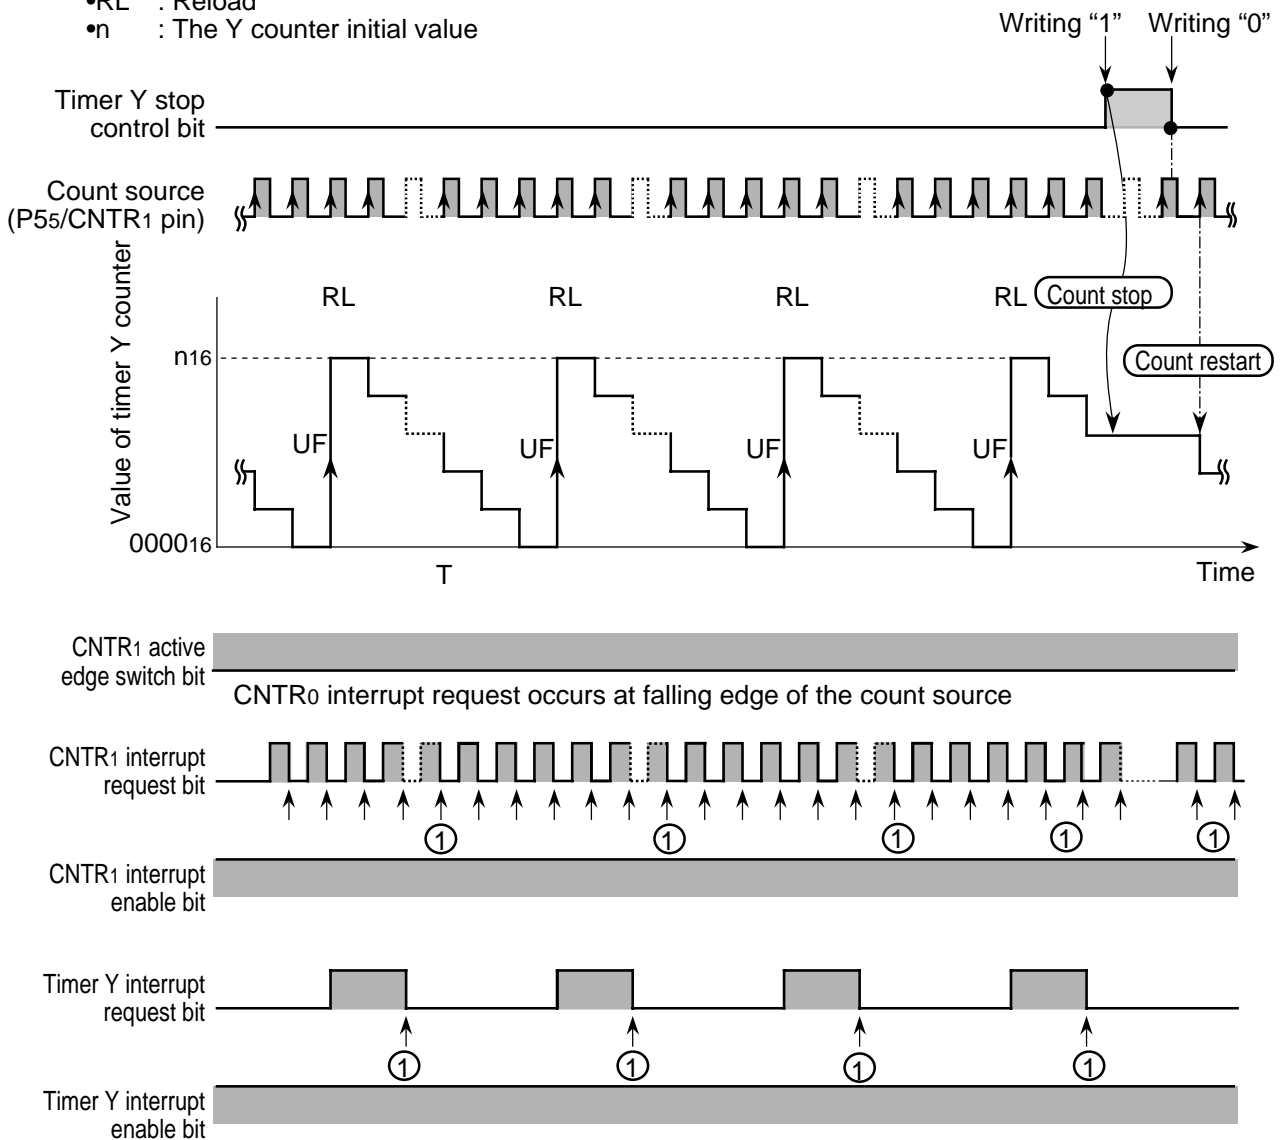 •RL : Reload
•n : The Y counter initial value
Writing “1” Writing “0”
Timer Y stop
control bit
Count source
(P55/CNTR1 pin)
Value of timer Y counter
RL RL RL RL
Count stop
n16
Count restart
UF UF UF UF
000016
T
Time
CNTR1 active
edge switch bit
CNTR0 interrupt request occurs at falling edge of the count source
CNTR1 interrupt
request bit
① ① ① ① ①
CNTR1 interrupt
enable bit
Timer Y interrupt
request bit
① ① ① ①
Timer Y interrupt
enable bit